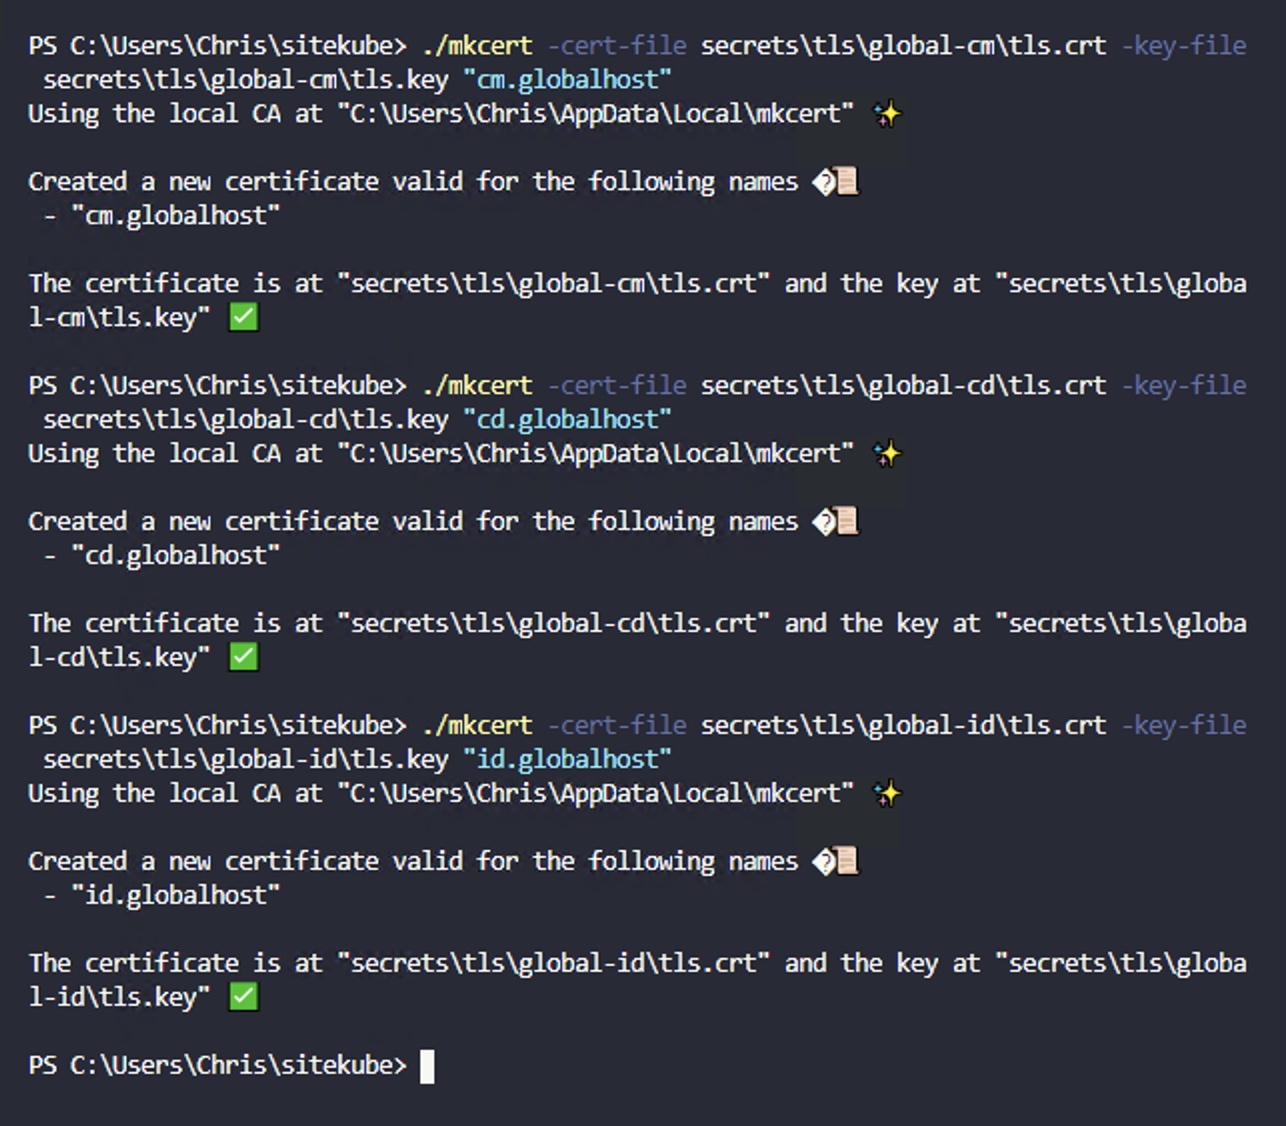 PS C:\Users\Chris\sitekube> ./mkcert -cert-file secrets\tls\global-cm\tls.crt -key-file
 secrets\tls\global-cm\tls.key "cm.globalhost"
Using the local CA at "C:\Users\Chris\AppData\Local\mkcert" ✨
Created a new certificate valid for the following names �📜
 - "cm.globalhost"
The certificate is at "secrets\tls\global-cm\tls.crt" and the key at "secrets\tls\globa
l-cm\tls.key" ✅
PS C:\Users\Chris\sitekube> ./mkcert -cert-file secrets\tls\global-cd\tls.crt -key-file
 secrets\tls\global-cd\tls.key "cd.globalhost"
Using the local CA at "C:\Users\Chris\AppData\Local\mkcert" ✨
Created a new certificate valid for the following names �📜
 - "cd.globalhost"
The certificate is at "secrets\tls\global-cd\tls.crt" and the key at "secrets\tls\globa
l-cd\tls.key" ✅
PS C:\Users\Chris\sitekube> ./mkcert -cert-file secrets\tls\global-id\tls.crt -key-file
 secrets\tls\global-id\tls.key "id.globalhost"
Using the local CA at "C:\Users\Chris\AppData\Local\mkcert" ✨
Created a new certificate valid for the following names �📜
 - "id.globalhost"
The certificate is at "secrets\tls\global-id\tls.crt" and the key at "secrets\tls\globa
l-id\tls.key" ✅
PS C:\Users\Chris\sitekube>